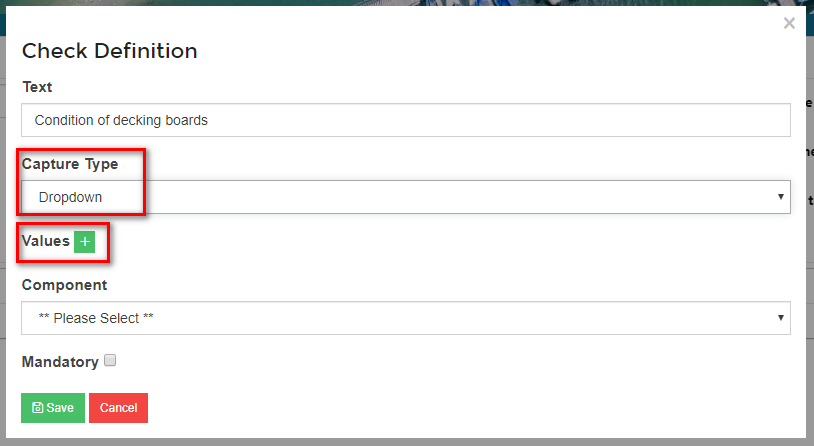 ×
Check Definition
Text
Condition of decking boards
Capture Type
Dropdown
Values +
Component
** Please Select **
Mandatory
Save Cancel